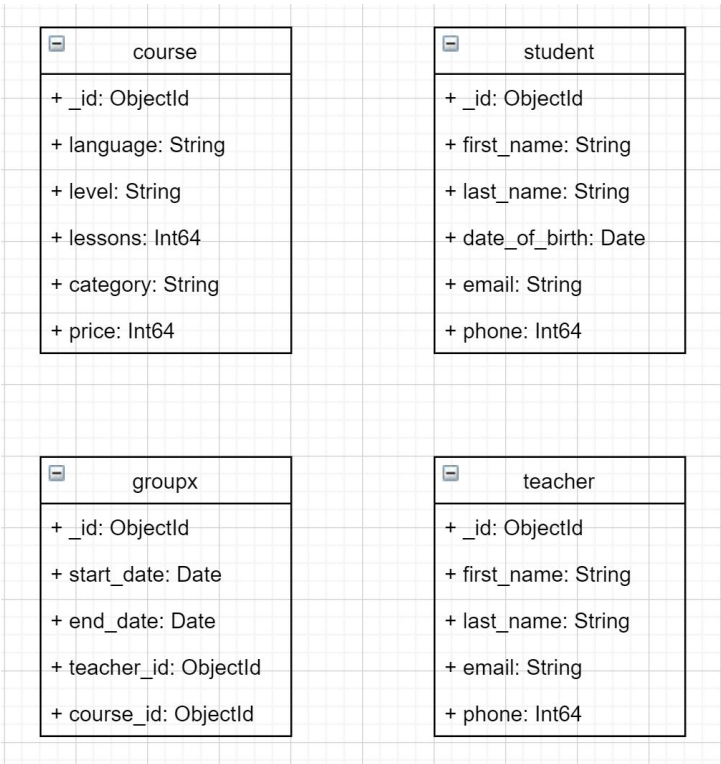 course
+ _id: ObjectId
+ language: String
+ level: String
+ lessons: Int64
+ category: String
+ price: Int64
student
+ _id: ObjectId
+ first_name: String
+ last_name: String
+ date_of_birth: Date
+ email: String
+ phone: Int64
groupx
+ _id: ObjectId
+ start_date: Date
+ end_date: Date
+ teacher_id: ObjectId
+ course_id: ObjectId
teacher
+ _id: ObjectId
+ first_name: String
+ last_name: String
+ email: String
+ phone: Int64